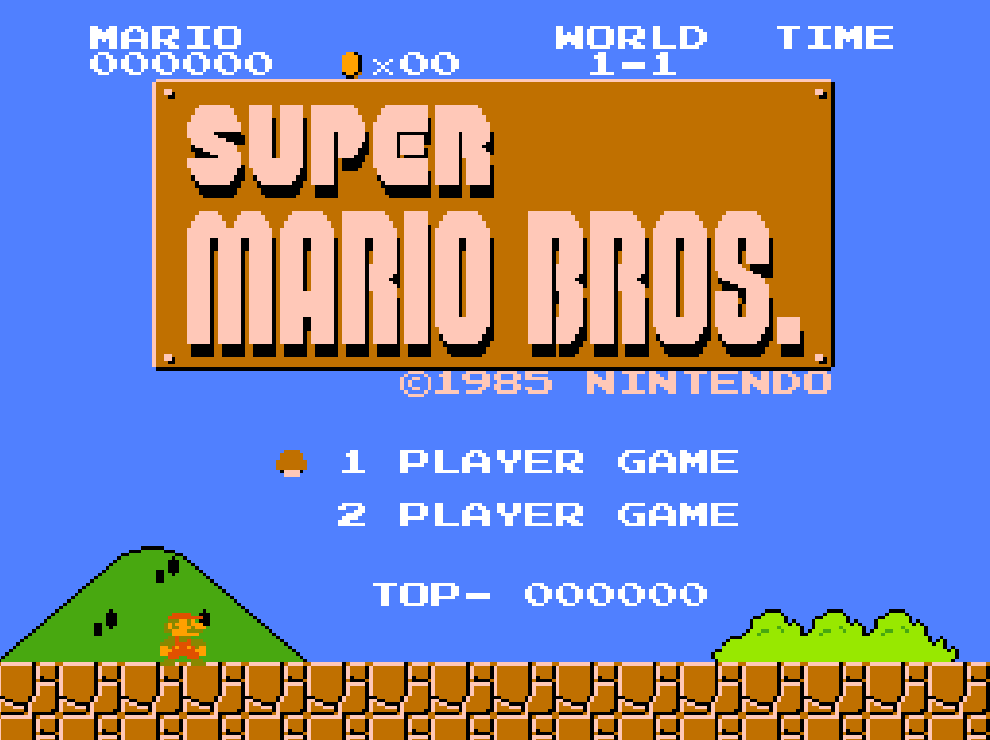 MARIO WORLD TIME
000000 ×00 1-1
SUPER
MARIO BROS.
©1985 NINTENDO
1 PLAYER GAME
2 PLAYER GAME
TOP- 000000